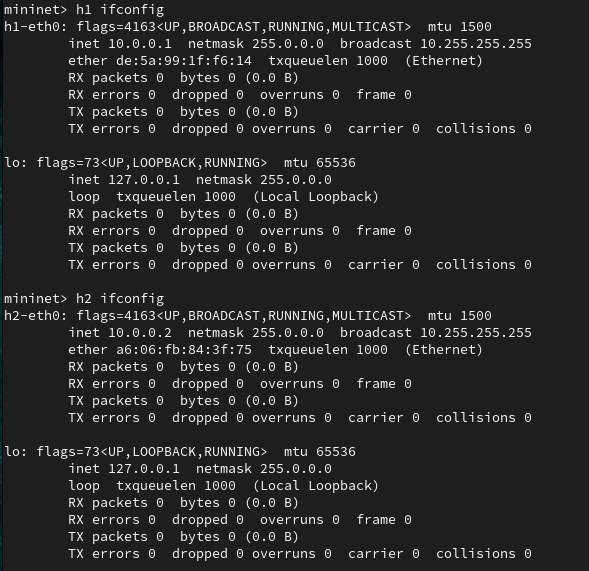 mininet> h1 ifconfig
h1-eth0: flags=4163<UP,BROADCAST,RUNNING,MULTICAST>  mtu 1500
        inet 10.0.0.1  netmask 255.0.0.0  broadcast 10.255.255.255
        ether de:5a:99:1f:f6:14  txqueuelen 1000  (Ethernet)
        RX packets 0  bytes 0 (0.0 B)
        RX errors 0  dropped 0  overruns 0  frame 0
        TX packets 0  bytes 0 (0.0 B)
        TX errors 0  dropped 0 overruns 0  carrier 0  collisions 0

lo: flags=73<UP,LOOPBACK,RUNNING>  mtu 65536
        inet 127.0.0.1  netmask 255.0.0.0
        loop  txqueuelen 1000  (Local Loopback)
        RX packets 0  bytes 0 (0.0 B)
        RX errors 0  dropped 0  overruns 0  frame 0
        TX packets 0  bytes 0 (0.0 B)
        TX errors 0  dropped 0 overruns 0  carrier 0  collisions 0

mininet> h2 ifconfig
h2-eth0: flags=4163<UP,BROADCAST,RUNNING,MULTICAST>  mtu 1500
        inet 10.0.0.2  netmask 255.0.0.0  broadcast 10.255.255.255
        ether a6:06:fb:84:3f:75  txqueuelen 1000  (Ethernet)
        RX packets 0  bytes 0 (0.0 B)
        RX errors 0  dropped 0  overruns 0  frame 0
        TX packets 0  bytes 0 (0.0 B)
        TX errors 0  dropped 0 overruns 0  carrier 0  collisions 0

lo: flags=73<UP,LOOPBACK,RUNNING>  mtu 65536
        inet 127.0.0.1  netmask 255.0.0.0
        loop  txqueuelen 1000  (Local Loopback)
        RX packets 0  bytes 0 (0.0 B)
        RX errors 0  dropped 0  overruns 0  frame 0
        TX packets 0  bytes 0 (0.0 B)
        TX errors 0  dropped 0 overruns 0  carrier 0  collisions 0